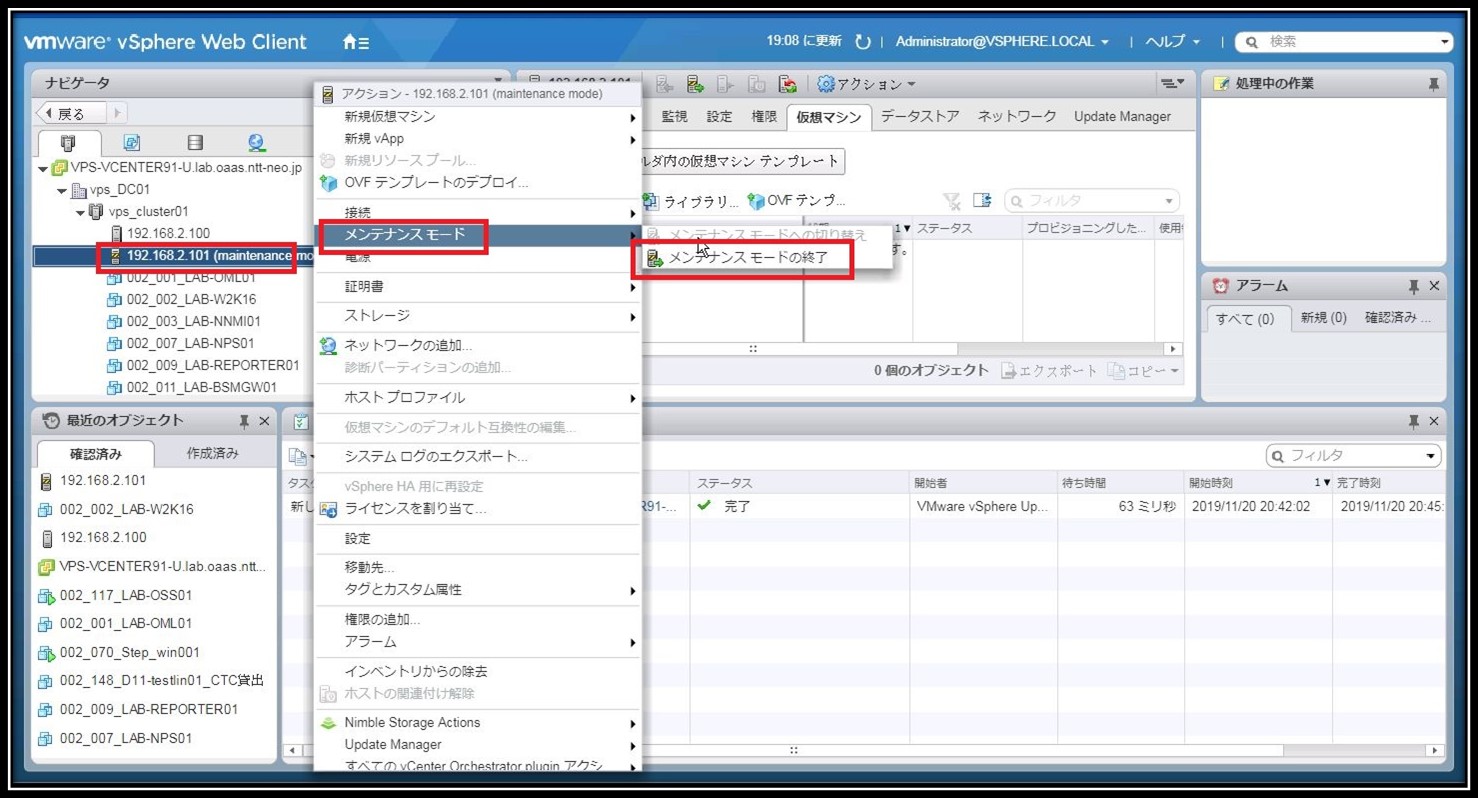 vmware® vSphere Web Client
19:08 に更新
Administrator@VSPHERE.LOCAL
ヘルプ
検索
ナビゲータ
戻る
VPS-VCENTER91-U.lab.oaas.ntt-neo.jp
vps_DC01
vps_cluster01
192.168.2.100
192.168.2.101 (maintenance mo
002_001_LAB-OML01
002_002_LAB-W2K16
002_003_LAB-NNMI01
002_007_LAB-NPS01
002_009_LAB-REPORTER01
002_011_LAB-BSMGW01
アクション - 192.168.2.101 (maintenance mode)
新規仮想マシン
新規 vApp
新規リソース プール...
OVF テンプレートのデプロイ...
接続
メンテナンス モード
電源
証明書
ストレージ
ネットワークの追加...
診断パーティションの追加...
ホスト プロファイル
仮想マシンのデフォルト互換性の編集...
システム ログのエクスポート...
vSphere HA 用に再設定
ライセンスを割り当て...
設定
移動先...
タグとカスタム属性
権限の追加...
アラーム
インベントリからの除去
ホストの関連付け解除
Nimble Storage Actions
Update Manager
すべての vCenter Orchestrator plugin アクシ
メンテナンス モードへの切り替え
メンテナンス モードの終了
192.168.2.101
アクション
監視 設定 権限 仮想マシン データストア ネットワーク Update Manager
ルダ内の仮想マシン テンプレート
ライブラリ...
OVF テンプ...
フィルタ
1 ステータス プロビジョニングした... 使用
す。
0 個のオブジェクト エクスポート コピー
処理中の作業
アラーム
すべて (0) 新規 (0) 確認済み ...
最近のオブジェクト
確認済み 作成済み
192.168.2.101
002_002_LAB-W2K16
192.168.2.100
VPS-VCENTER91-U.lab.oaas.ntt...
002_117_LAB-OSS01
002_001_LAB-OML01
002_070_Step_win001
002_148_D11-testlin01_CTC貸出
002_009_LAB-REPORTER01
002_007_LAB-NPS01
フィルタ
タス ステータス 開始者 待ち時間 開始時刻 1 完了時刻
新し 91-... 完了 VMware vSphere Up... 63 ミリ秒 2019/11/20 20:42:02 2019/11/20 20:45: